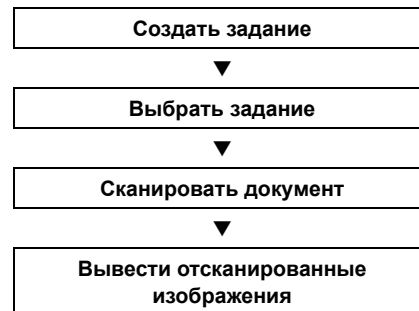 Создать задание
▼
Выбрать задание
▼
Сканировать документ
▼
Вывести отсканированные
изображения